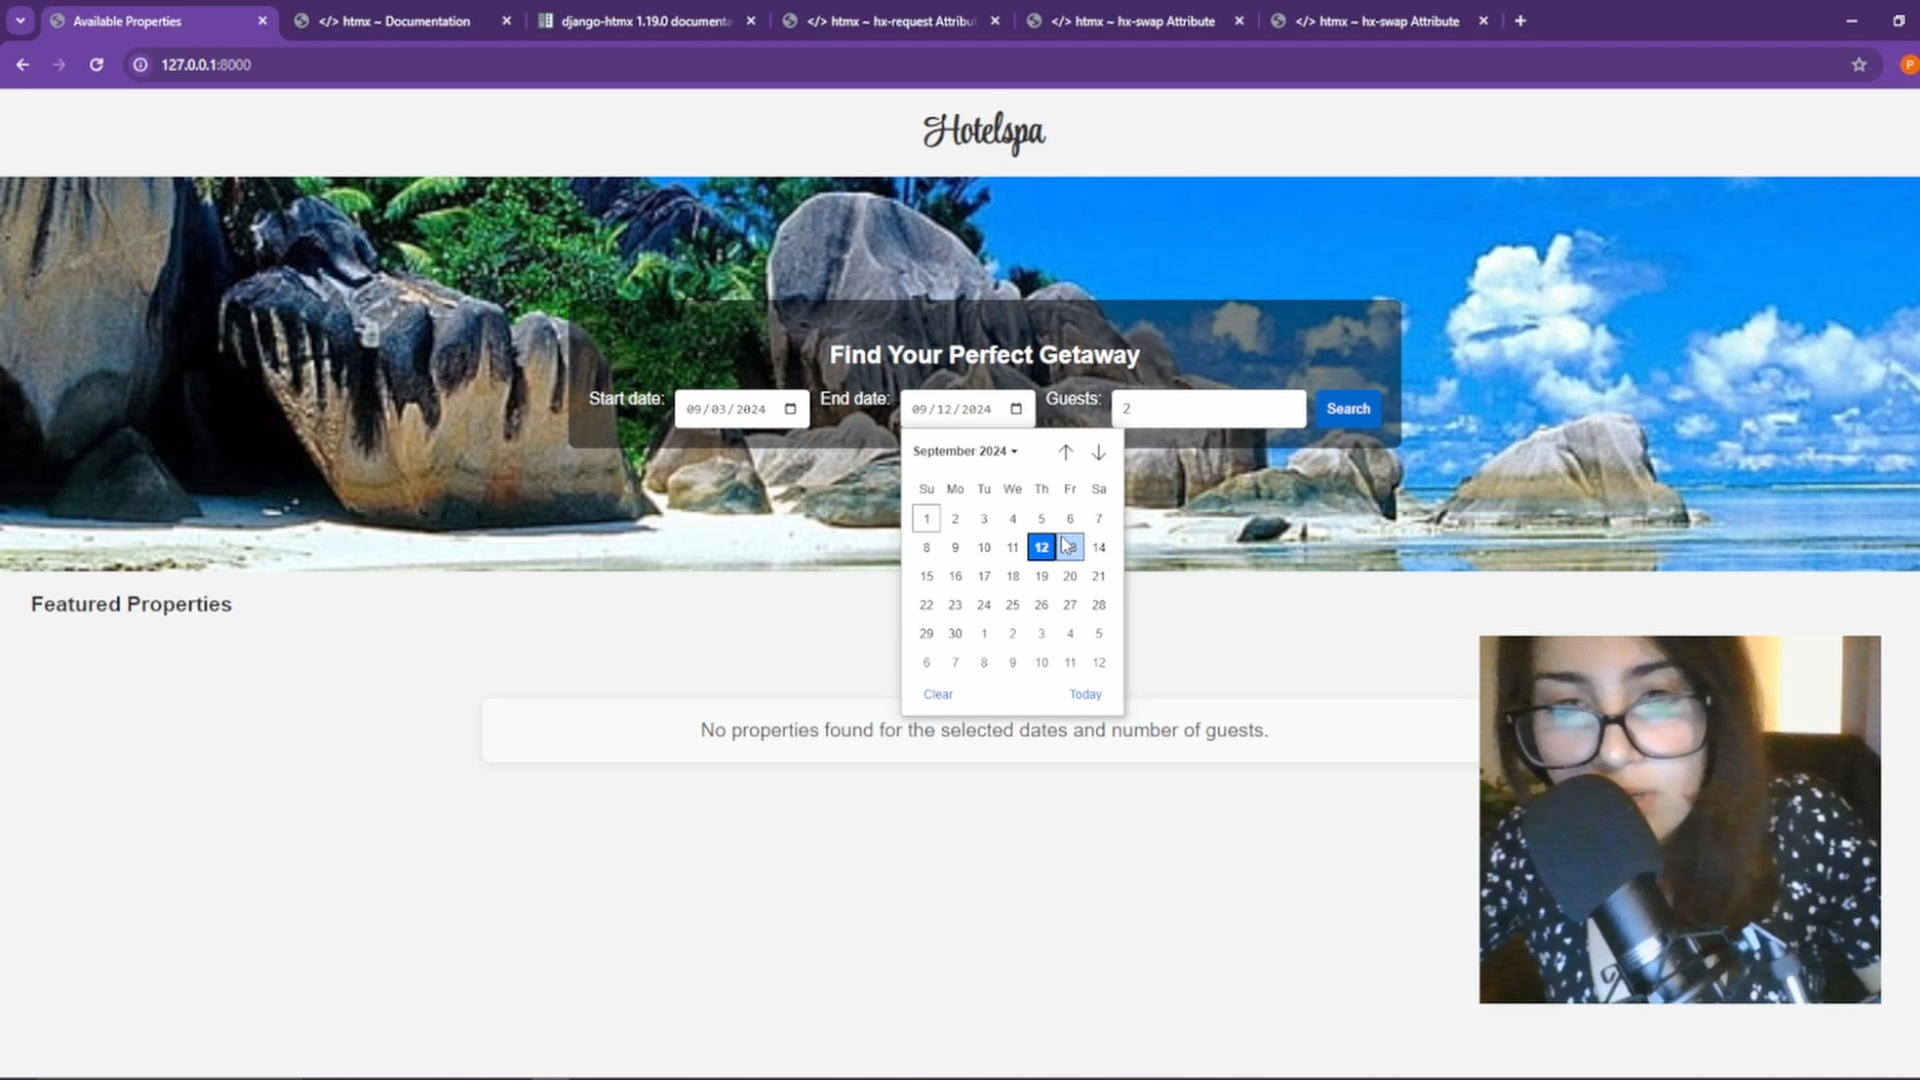 Available Properties
</> htmx ~ Documentation
django-htmx 1.19.0 documenta
</> htmx ~ hx-request Attribut
</> htmx ~ hx-swap Attribute
</> htmx ~ hx-swap Attribute
127.0.0.1:8000
P
Hotelspa
Find Your Perfect Getaway
Start date: 09/03/2024 End date: 09/12/2024 Guests: 2 Search
September 2024
Su Mo Tu We Th Fr Sa
1 2 3 4 5 6 7
8 9 10 11 12 14
15 16 17 18 19 20 21
22 23 24 25 26 27 28
29 30 1 2 3 4 5
6 7 8 9 10 11 12
Clear Today
Featured Properties
No properties found for the selected dates and number of guests.